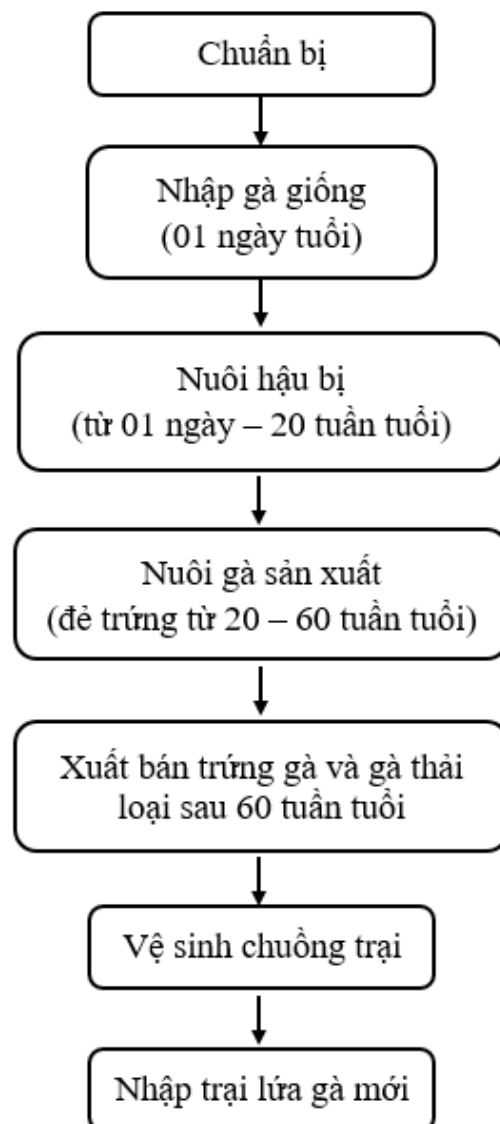 Chuẩn bị
Nhập gà giống
(01 ngày tuổi)
Nuôi hậu bị
(từ 01 ngày – 20 tuần tuổi)
Nuôi gà sản xuất
(đẻ trứng từ 20 – 60 tuần tuổi)
Xuất bán trứng gà và gà thải
loại sau 60 tuần tuổi
Vệ sinh chuồng trại
Nhập trại lứa gà mới